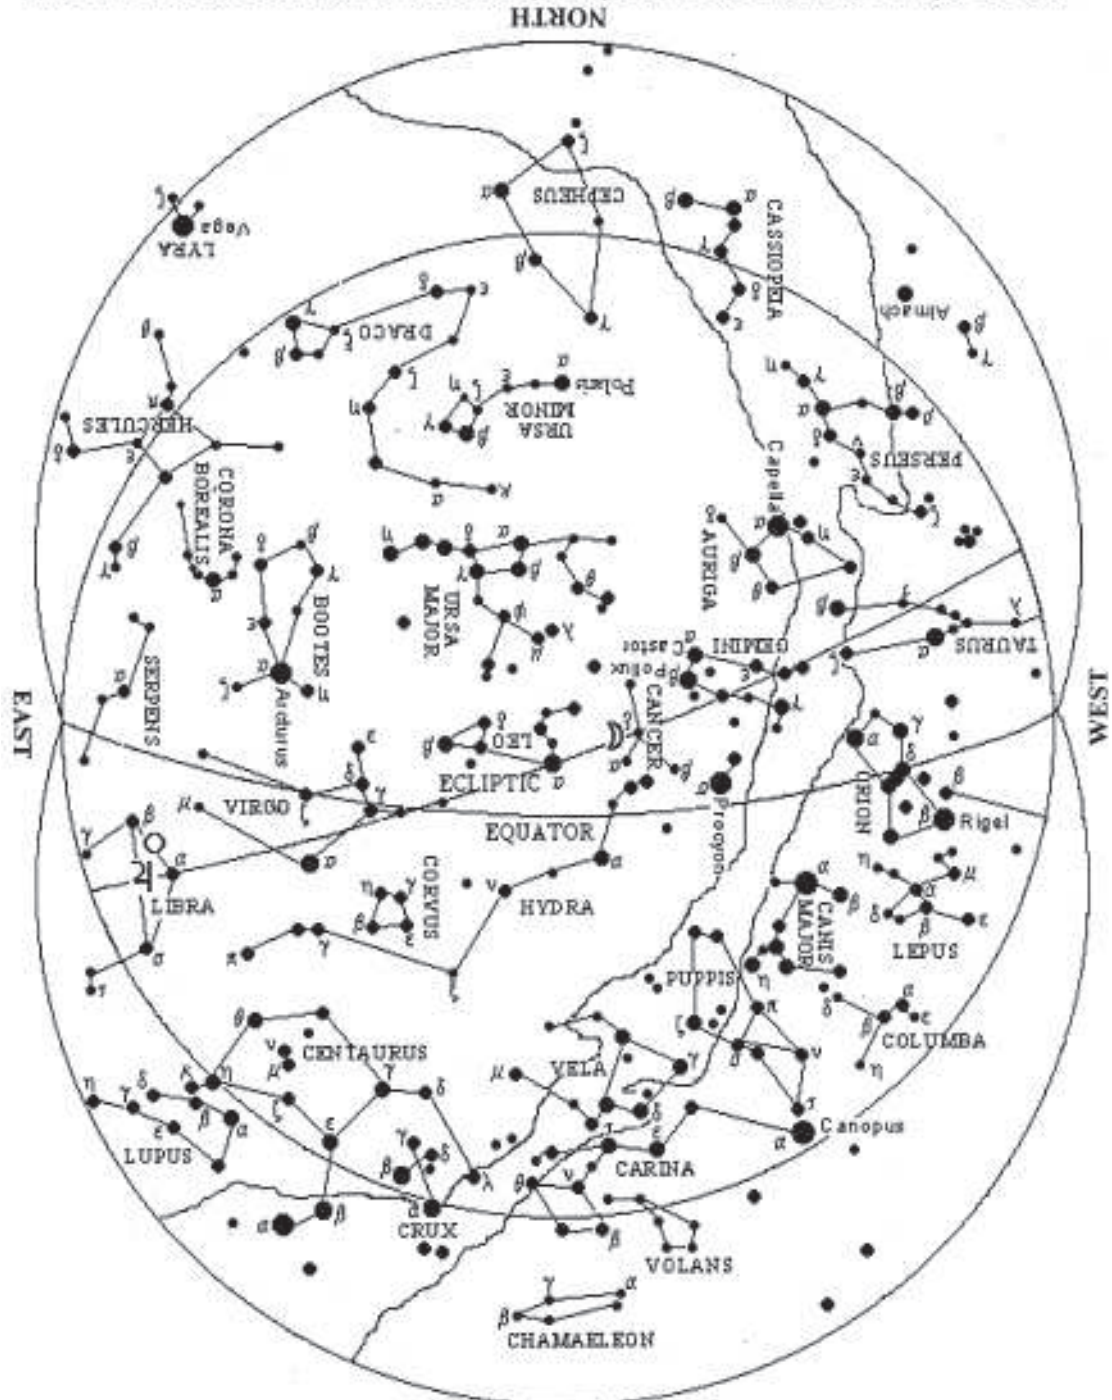 NORTH
ζ
α
CEPHEUS
β
γ
β
α
CASSIOPEIA
γ
δ
ε
ζ
Vega
LYRA
Almach
β
γ
γ
ξ
β
DRACO
δ
ε
ζ
η
α
κ
α
Polaris
ε
ζ
η
γ
β
URSA
MINOR
η
γ
α
δ
β
ρ
ν
ε
ζ
PERSEUS
β
π
HERCULES
δ
ε
β
γ
CORONA
BOREALIS
α
Capella
δ
α
η
β
θ
AURIGA
δ
β
γ
ε
BOOTES
α
Arcturus
ζ
η
η
δ
α
γ
β
θ
φ
λ
μ
URSA
MAJOR
β
ζ
α
λ
TAURUS
α
Castor
β
Pollux
GEMINI
ε
γ
SERPENS
α
EAST
WEST
CANCER
δ
α
β
δ
LEO
β
α
ECLIPTIC
ε
δ
γ
VIRGO
ζ
μ
α
EQUATOR
α
Procyon
α
γ
δ
ORION
β
β
Rigel
γ
β
α
LIBRA
σ
τ
CORVUS
η
γ
β
ε
α
ν
HYDRA
π
γ
α
β
CANIS
MAJOR
η
μ
α
δ
β
ε
LEPUS
PUPPIS
π
ζ
σ
ν
τ
δ
α
β
ε
COLUMBA
η
θ
ν
CENTAURUS
μ
κ
η
ζ
γ
δ
ε
λ
β
α
η
γ
δ
β
α
ε
LUPUS
μ
VELA
γ
δ
ε
CARINA
θ
ν
β
α
Canopus
γ
β
δ
α
CRUX
VOLANS
γ
α
β
CHAMAELEON